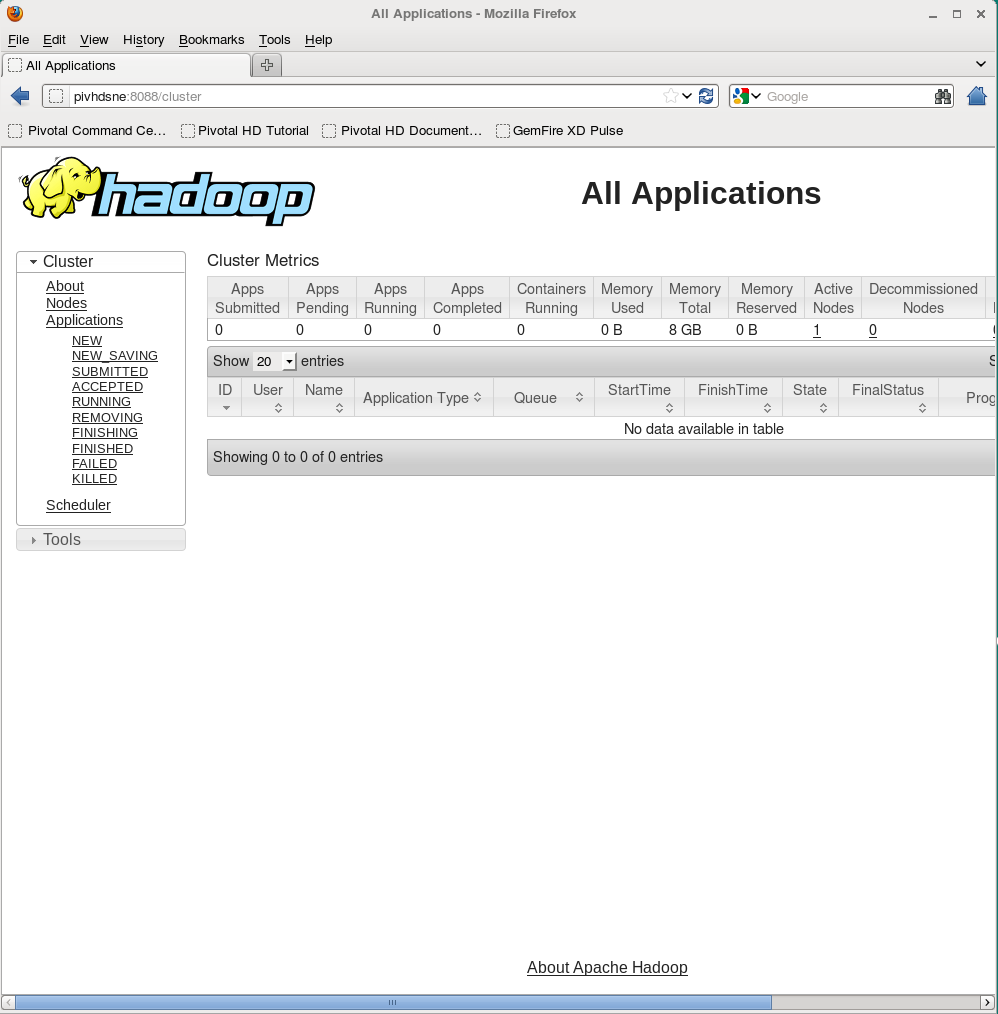 All Applications - Mozilla Firefox
File Edit View History Bookmarks Tools Help
All Applications
pivhdsne:8088/cluster
Google
Pivotal Command Ce… Pivotal HD Tutorial Pivotal HD Document… GemFire XD Pulse
hadoop
All Applications
Cluster
About
Nodes
Applications
NEW
NEW_SAVING
SUBMITTED
ACCEPTED
RUNNING
REMOVING
FINISHING
FINISHED
FAILED
KILLED
Scheduler
Tools
Cluster Metrics
Apps Apps Apps Apps Containers Memory Memory Memory Active Decommissioned
Submitted Pending Running Completed Running Used Total Reserved Nodes Nodes
0 0 0 0 0 0 B 8 GB 0 B 1 0
Show 20 entries
ID User Name Application Type Queue StartTime FinishTime State FinalStatus Prog
No data available in table
Showing 0 to 0 of 0 entries
About Apache Hadoop